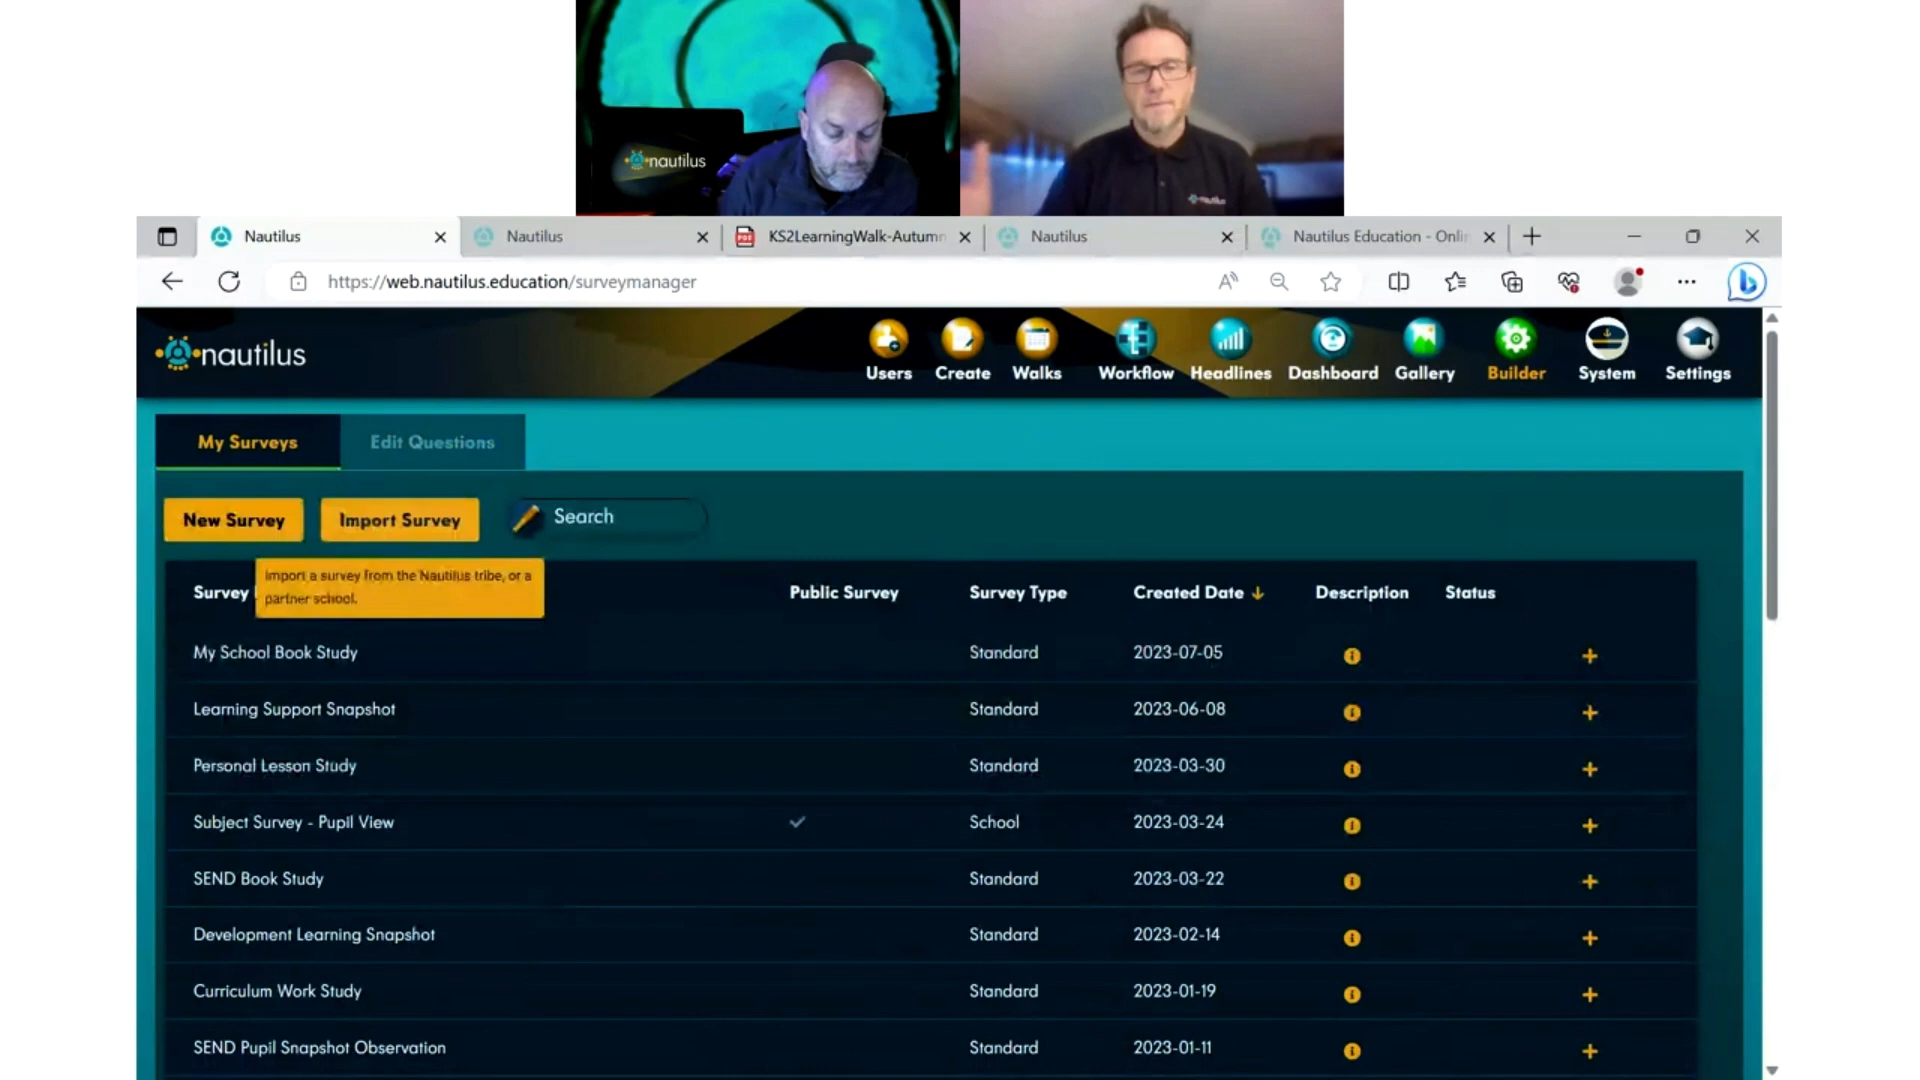 nautilus
nautilus
Nautilus
Nautilus
PDF
KS2LearningWalk-Autumn
Nautilus
Nautilus Education - Onlin
https://web.nautilus.education/surveymanager
nautilus
Users
Create
Walks
Workflow
Headlines
Dashboard
Gallery
Builder
System
Settings
My Surveys
Edit Questions
New Survey
Import Survey
Search
Import a survey from the Nautilus tribe, or a
partner school.
Survey
Public Survey
Survey Type
Created Date
Description
Status
My School Book Study
Standard
2023-07-05
Learning Support Snapshot
Standard
2023-06-08
Personal Lesson Study
Standard
2023-03-30
Subject Survey - Pupil View
School
2023-03-24
SEND Book Study
Standard
2023-03-22
Development Learning Snapshot
Standard
2023-02-14
Curriculum Work Study
Standard
2023-01-19
SEND Pupil Snapshot Observation
Standard
2023-01-11